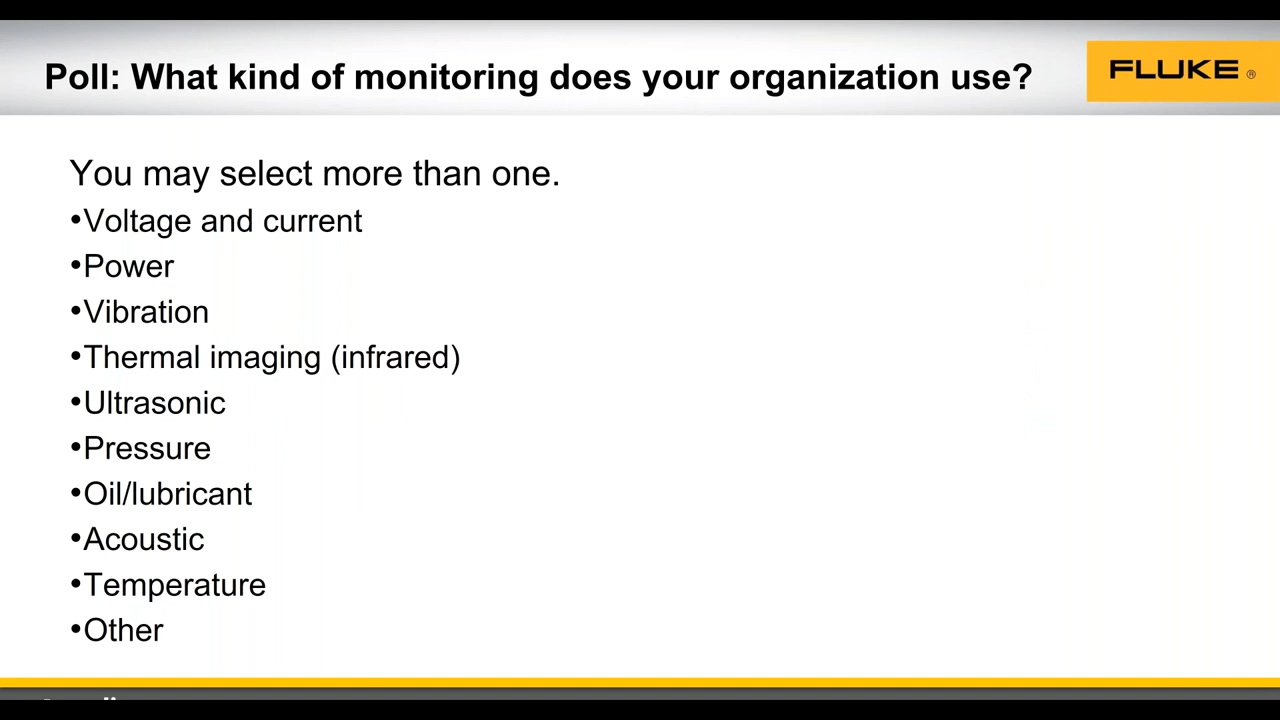 Poll: What kind of monitoring does your organization use?
FLUKE ®
You may select more than one.
•Voltage and current
•Power
•Vibration
•Thermal imaging (infrared)
•Ultrasonic
•Pressure
•Oil/lubricant
•Acoustic
•Temperature
•Other